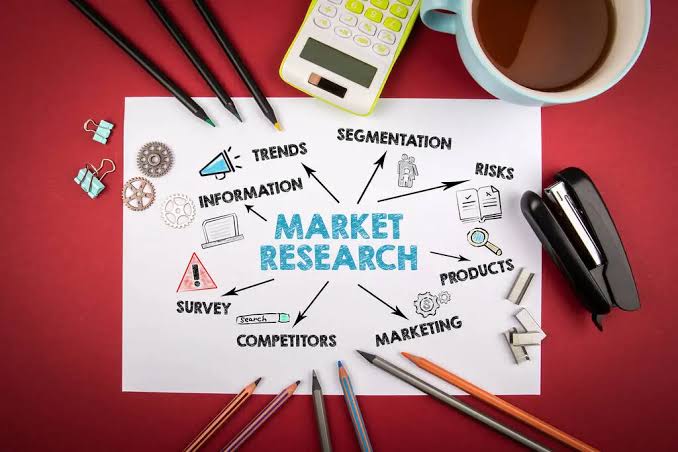 SEGMENTATION
TRENDS
RISKS
INFORMATION
MARKET
RESEARCH
PRODUCTS
SURVEY
Search
MARKETING
COMPETITORS